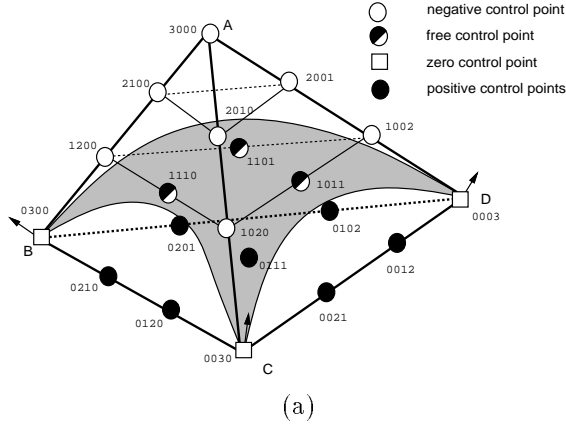 negative control point
free control point
zero control point
positive control points
3000
A
2100
2001
2010
1200
1002
1101
1110
1011
0300
D
0003
B
0201
1020
0102
0111
0012
0210
0120
0021
0030
C
(a)